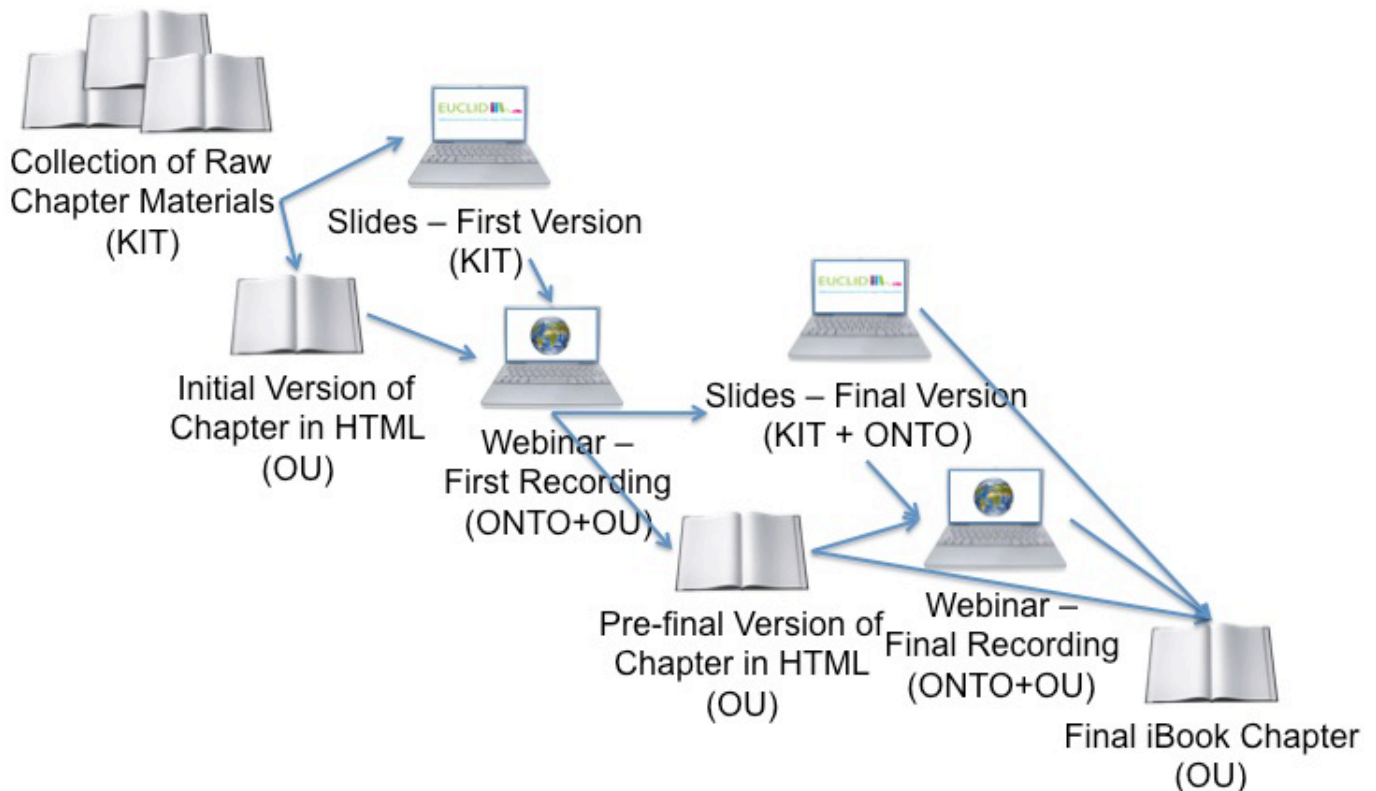 EUCLID
Collection of Raw
Chapter Materials
(KIT)
Slides – First Version
(KIT)
Initial Version of
Chapter in HTML
(OU)
Webinar –
First Recording
(ONTO+OU)
EUCLID
Slides – Final Version
(KIT + ONTO)
Pre-final Version of
Chapter in HTML
(OU)
Webinar –
Final Recording
(ONTO+OU)
Final iBook Chapter
(OU)